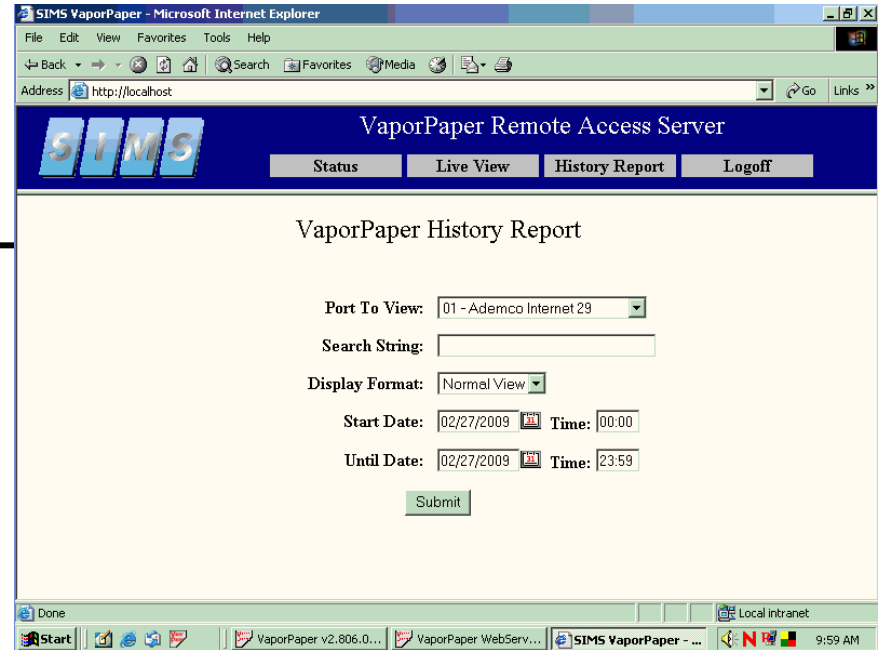 SIMS VaporPaper - Microsoft Internet Explorer
File Edit View Favorites Tools Help
Back Search Favorites Media
Address http://localhost Go Links »
SIMS
VaporPaper Remote Access Server
Status Live View History Report Logoff
VaporPaper History Report
Port To View: 01 - Ademco Internet 29
Search String:
Display Format: Normal View
Start Date: 02/27/2009 31 Time: 00:00
Until Date: 02/27/2009 31 Time: 23:59
Submit
Done Local intranet
Start VaporPaper v2.806.0... VaporPaper WebServ... SIMS VaporPaper - ... N 9:59 AM